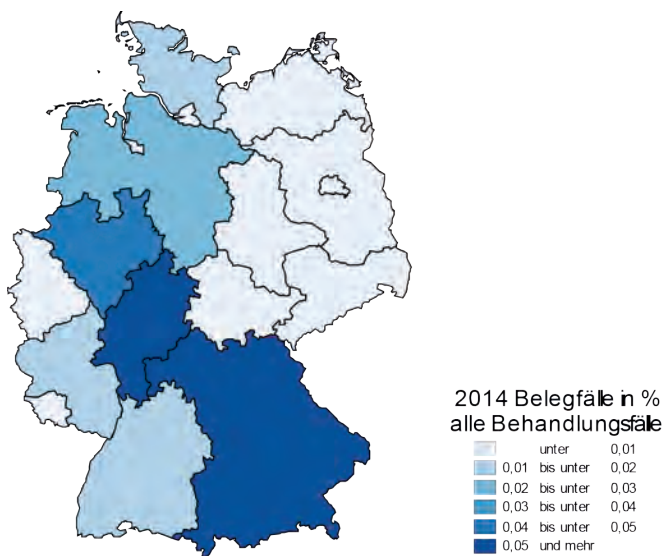 2014 Belegfälle in %
alle Behandlungsfälle
unter 0,01
0,01 bis unter 0,02
0,02 bis unter 0,03
0,03 bis unter 0,04
0,04 bis unter 0,05
0,05 und mehr